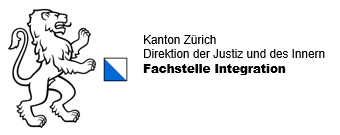 Kanton Zürich
Direktion der Justiz und des Innern
Fachstelle Integration